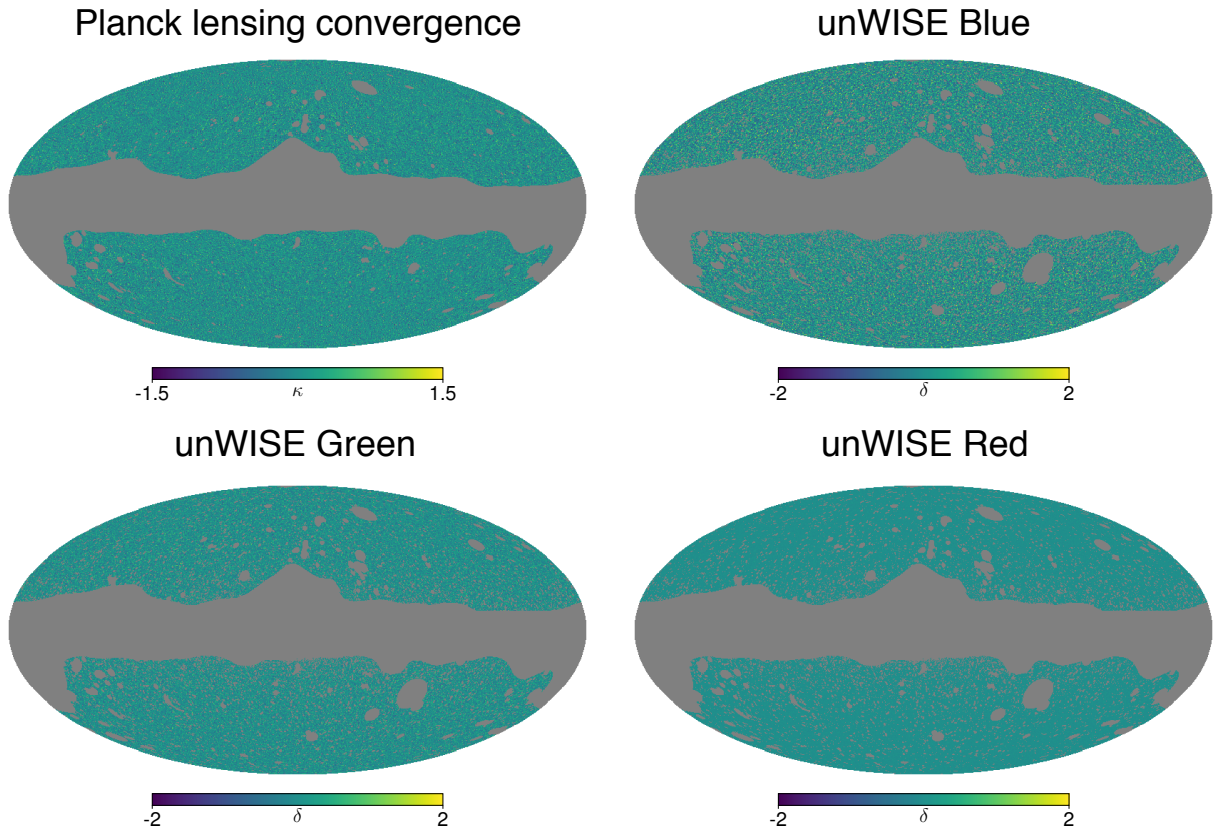 Planck lensing convergence
unWISE Blue
-1.5 κ 1.5
-2 δ 2
unWISE Green
unWISE Red
-2 δ 2
-2 δ 2